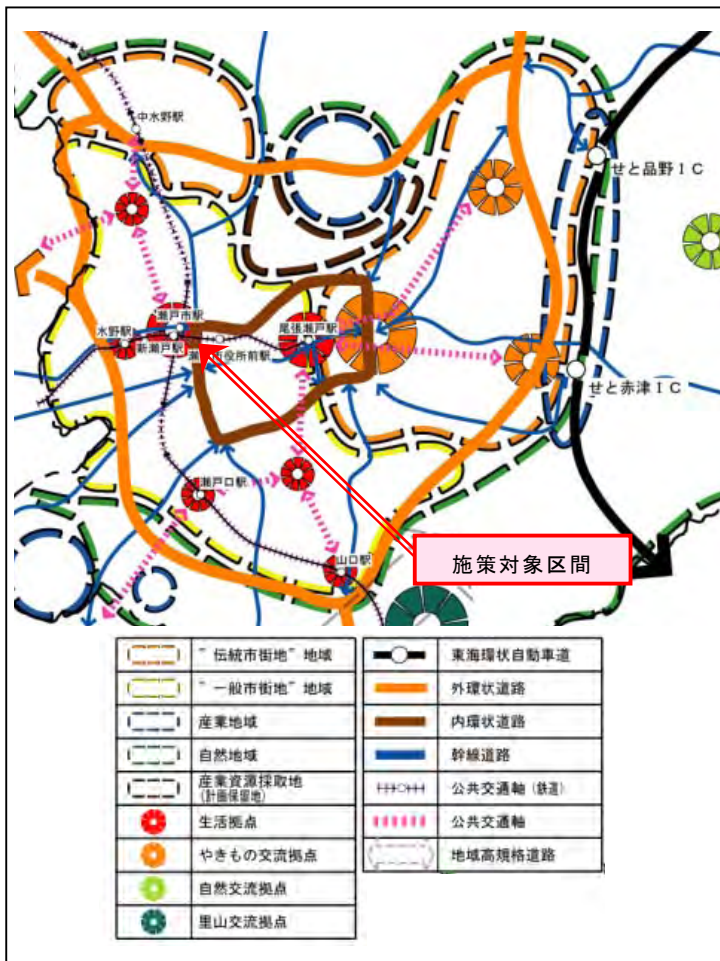 中水野駅
せと品野ＩＣ
瀬戸市駅
水野駅
新瀬戸駅
尾張瀬戸駅
市役所前駅
せと赤津ＩＣ
瀬戸口駅
山口駅
施策対象区間
“伝統市街地”地域
“一般市街地”地域
産業地域
自然地域
産業資源採取地
(計画保留地)
生活拠点
やきもの交流拠点
自然交流拠点
里山交流拠点
東海環状自動車道
外環状道路
内環状道路
幹線道路
公共交通軸（鉄道）
公共交通軸
地域高規格道路